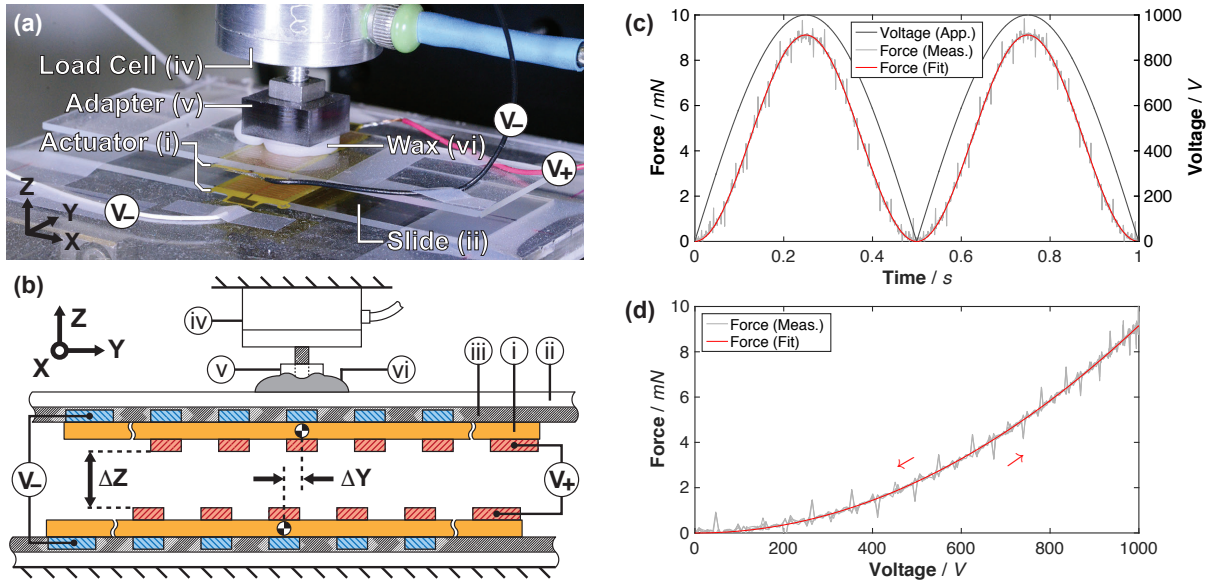 (a)
Load Cell (iv)
Adapter (v)
Actuator (i)
Wax (vi)
V–
V+
V–
Slide (ii)
Z
Y
X
(b)
Z
Y
X
iv
v
vi
iii
i
ii
V–
ΔZ
ΔY
V+
(c)
Voltage (App.)
Force (Meas.)
Force (Fit)
10
8
6
4
2
0
Force / mN
1000
800
600
400
200
0
Voltage / V
0 0.2 0.4 0.6 0.8 1
Time / s
(d)
Force (Meas.)
Force (Fit)
10
8
6
4
2
0
Force / mN
0 200 400 600 800 1000
Voltage / V